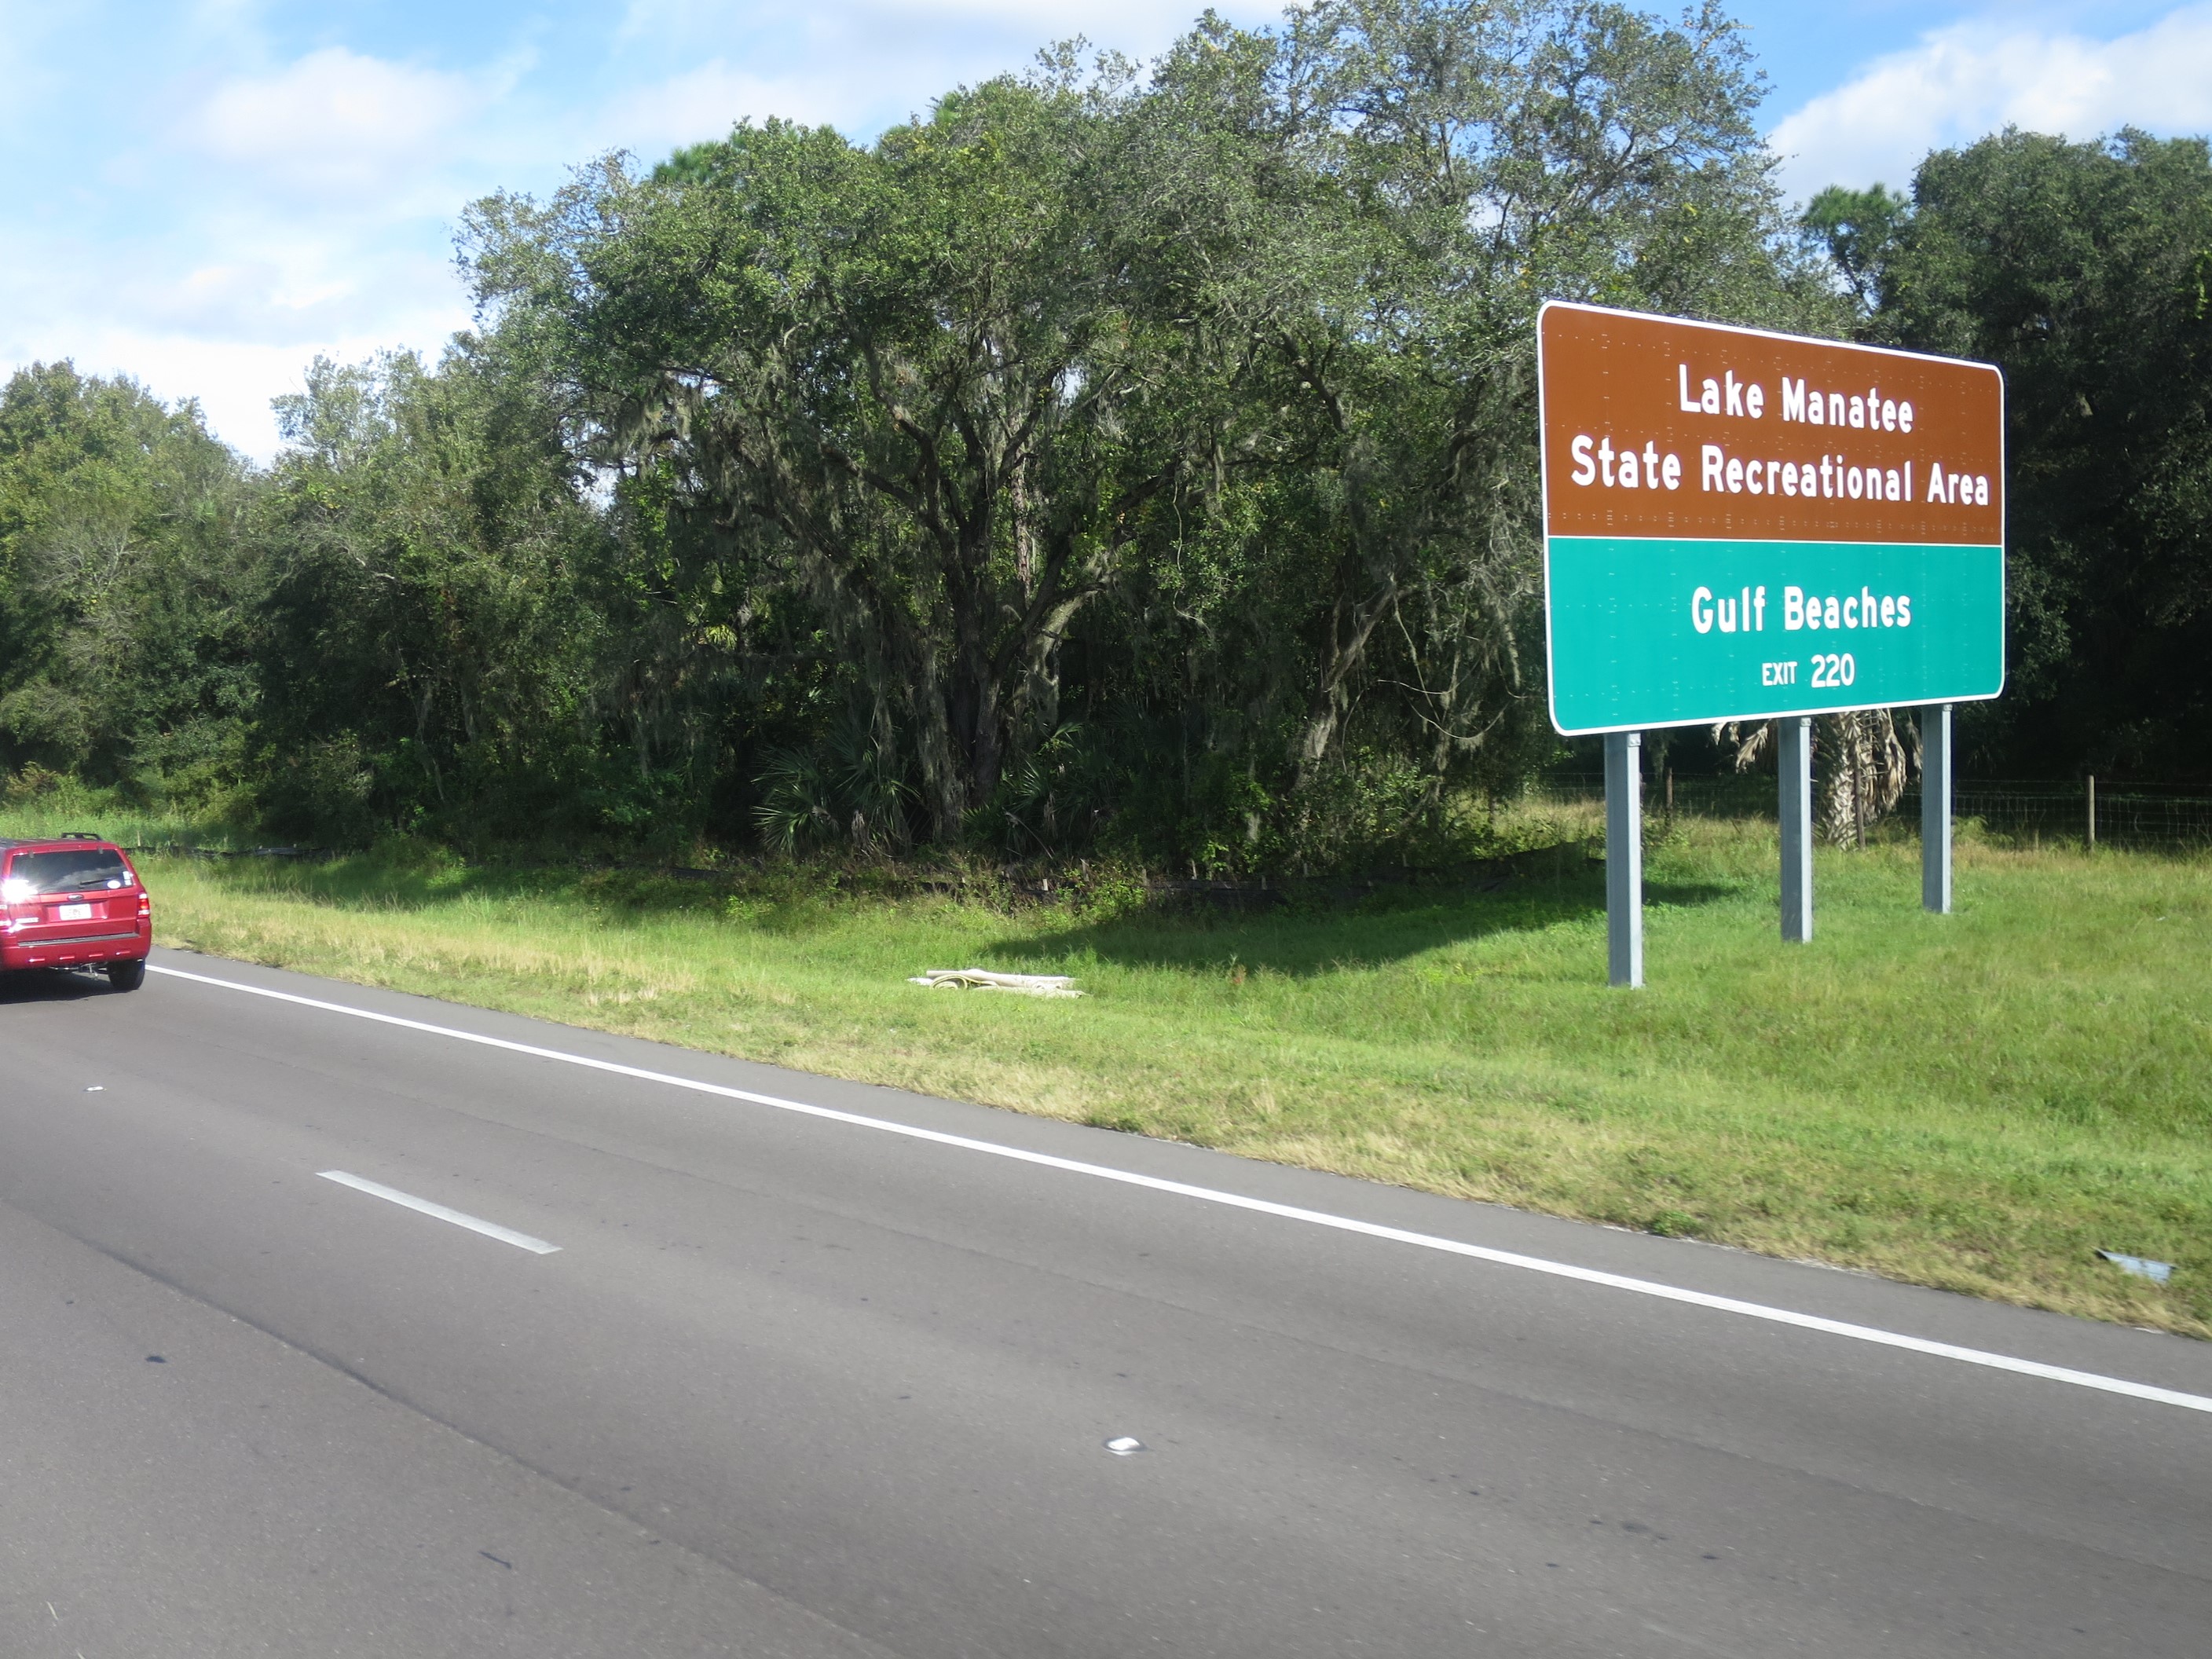 Lake Manatee
State Recreational Area
Gulf Beaches
EXIT 220